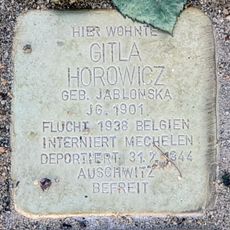 HIER WOHNTE
GITLA
HOROWICZ
GEB. JABLONSKA
JG. 1901
FLUCHT 1938 BELGIEN
INTERNIERT MECHELEN
DEPORTIERT 31.7.1944
AUSCHWITZ
BEFREIT